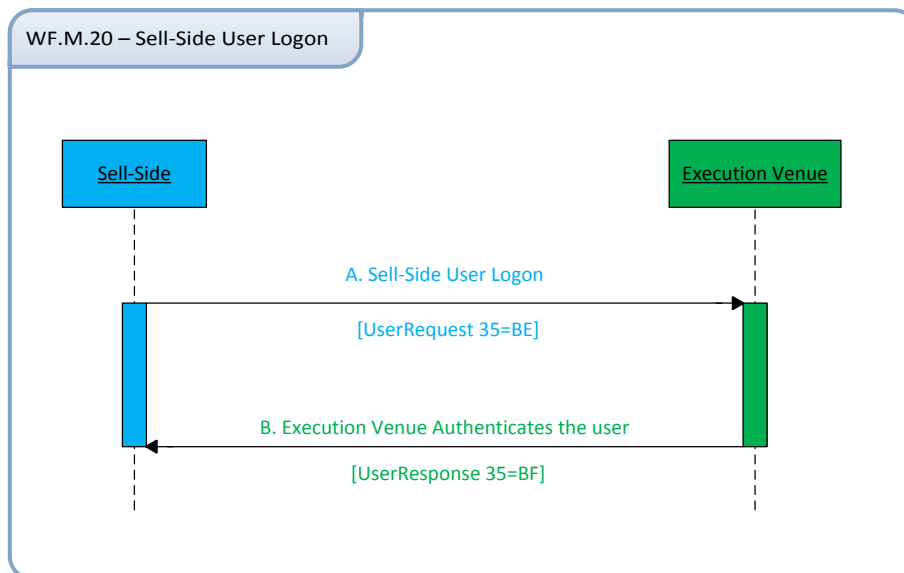 WF.M.20 – Sell-Side User Logon
Sell-Side
Execution Venue
A. Sell-Side User Logon
[UserRequest 35=BE]
B. Execution Venue Authenticates the user
[UserResponse 35=BF]